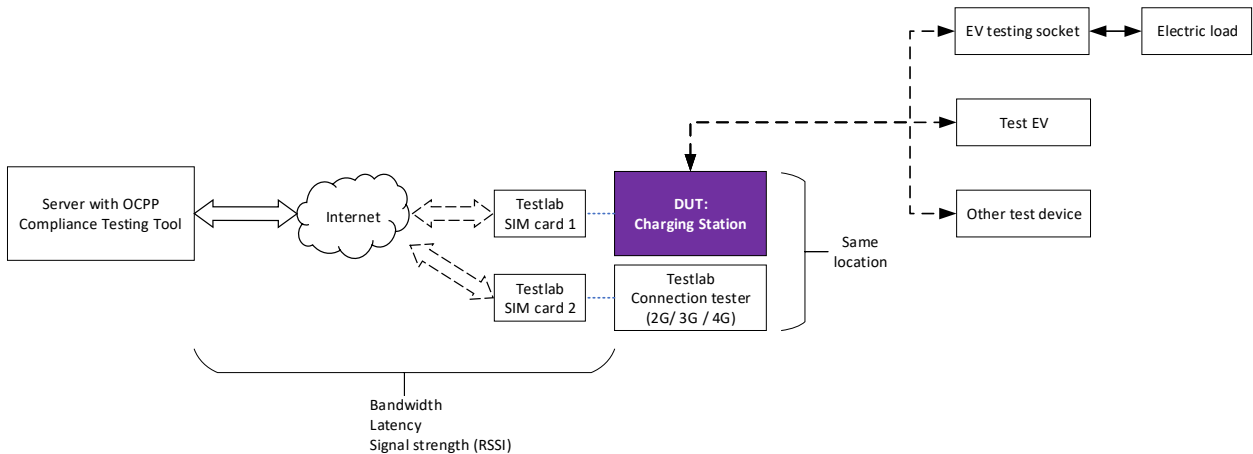 EV testing socket
Electric load
Test EV
Other test device
Server with OCPP
Compliance Testing Tool
Internet
Testlab
SIM card 1
DUT:
Charging Station
Same
location
Testlab
SIM card 2
Testlab
Connection tester
(2G/ 3G / 4G)
Bandwidth
Latency
Signal strength (RSSI)